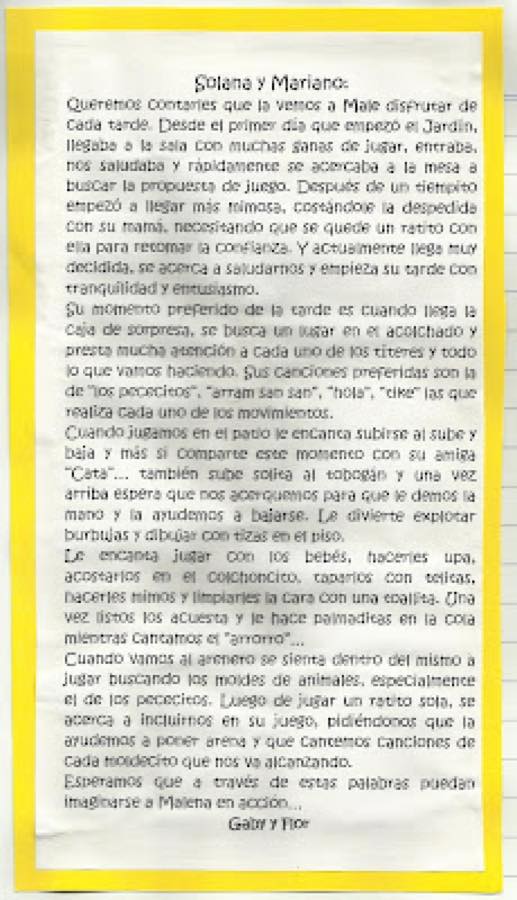 Solana y Mariano:
Queremos contarles que la vemos a Male disfrutar de
cada tarde. Desde el primer día que empezó el Jardín,
llegaba a la sala con muchas ganas de jugar, entraba,
nos saludaba y rápidamente se acercaba a la mesa a
buscar la propuesta de juego. Después de un tiempito
empezó a llegar más mimosa, costándole la despedida
con su mamá, necesitando que se quede un ratito con
ella para retomar la confianza. Y actualmente llega muy
decidida, se acerca a saludarnos y empieza su tarde con
tranquilidad y entusiasmo.
Su momento preferido de la tarde es cuando llega la
caja de sorpresa, se busca un lugar en el acolchado y
presta mucha atención a cada uno de los títeres y todo
lo que vamos haciendo. Sus canciones preferidas son la
de "los pececitos", "arram san san", "hola", "tike" las que
realiza cada uno de los movimientos.
Cuando jugamos en el patio le encanta subirse al sube y
baja y más si comparte este momento con su amiga
"Cata"... también sube solita al tobogán y una vez
arriba espera que nos acerquemos para que le demos la
mano y la ayudemos a bajarse. Le divierte explotar
burbujas y dibujar con tizas en el piso.
Le encanta jugar con los bebés, hacerles upa,
acostarlos en el colchoncito, taparlos con telitas,
hacerles mimos y limpiarles la cara con una toallita. Una
vez listos los acuesta y le hace palmaditas en la cola
mientras cantamos el "arrorro"...
Cuando vamos al arenero se sienta dentro del mismo a
jugar buscando los moldes de animales, especialmente
el de los pececitos. Luego de jugar un ratito sola, se
acerca a incluirnos en su juego, pidiéndonos que la
ayudemos a poner arena y que cantemos canciones de
cada moldecito que nos va alcanzando.
Esperamos que a través de estas palabras puedan
imaginarse a Malena en acción...
Gaby y Flor